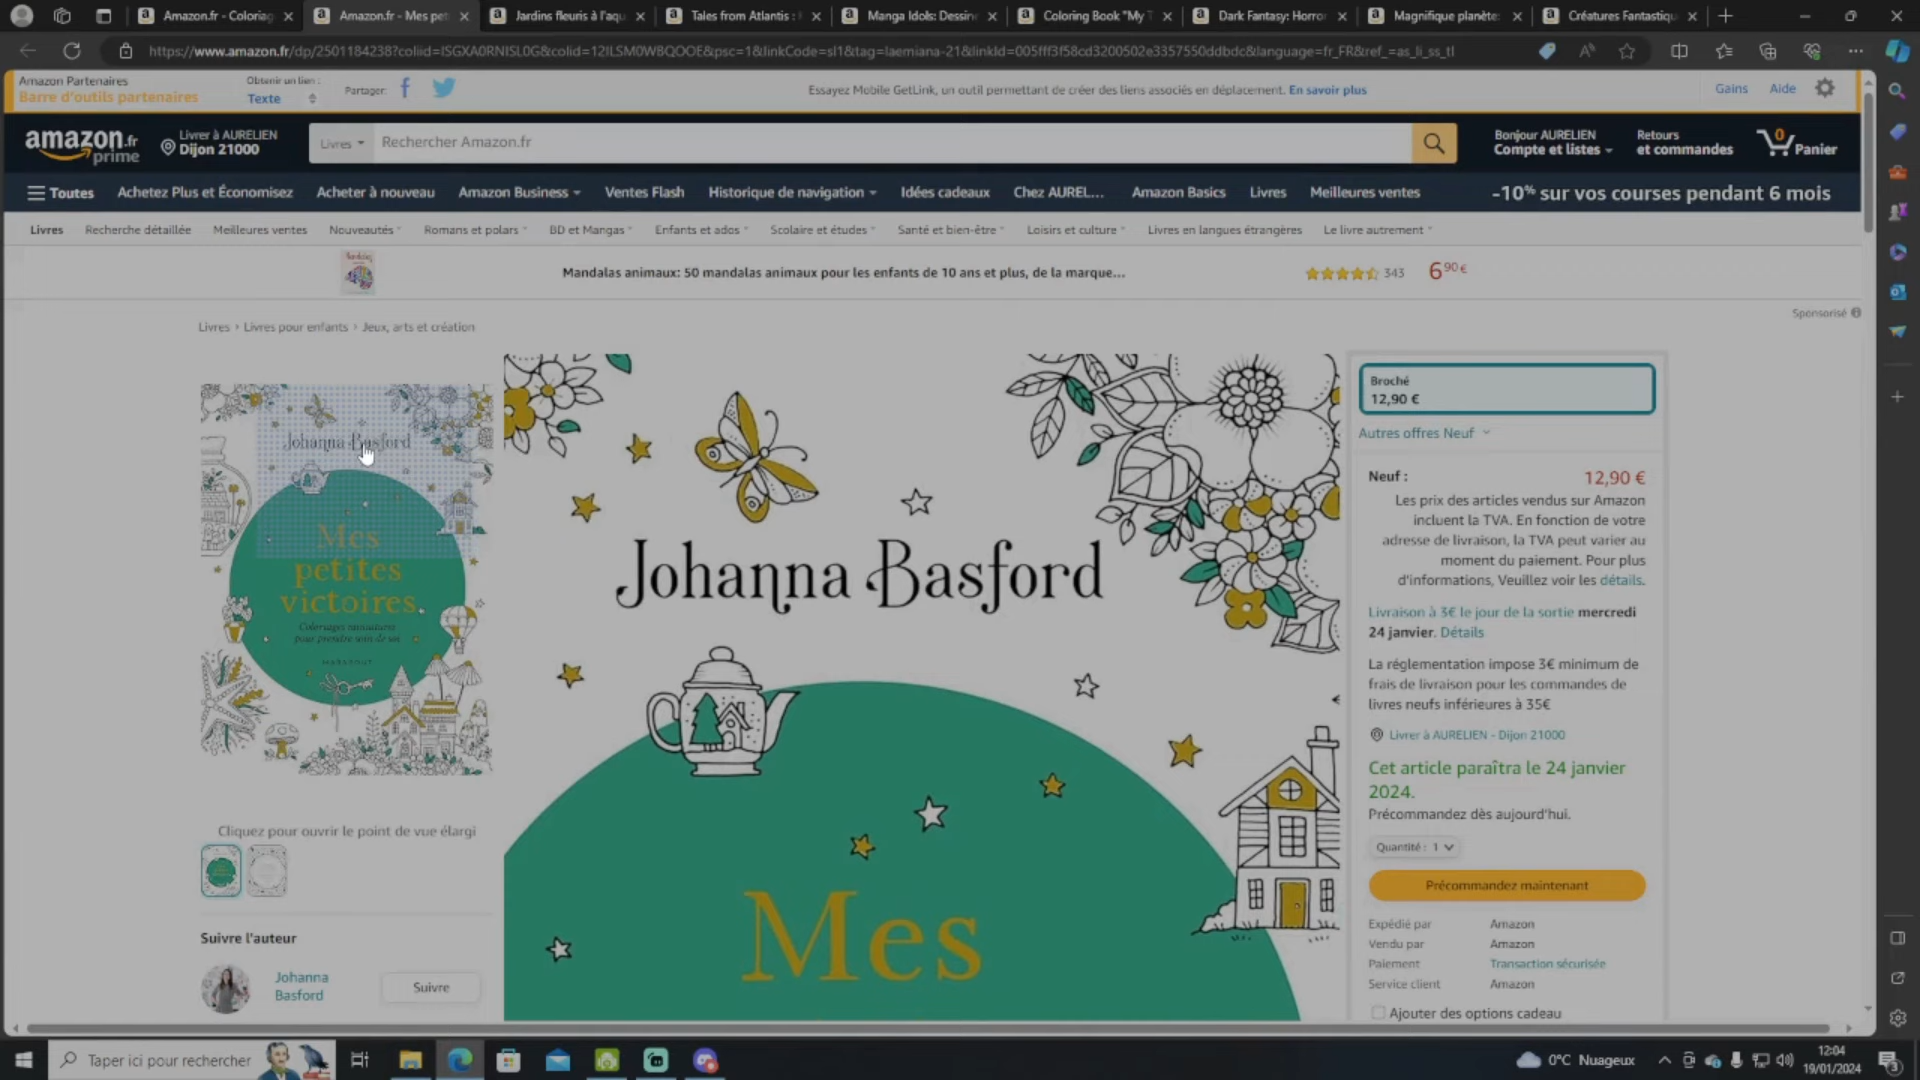 Amazon.fr - Coloriag
Amazon.fr - Mes pet
Jardins fleuris à l'aqu
Tales from Atlantis :
Manga Idols: Dessin
Coloring Book "My
Dark Fantasy: Horro
Magnifique planète:
Créatures Fantastiqu
https://www.amazon.fr/dp/2501184238?coliid=ISGXA0RNISL0G&colid=12ILSM0WBQOOE&psc=1&linkCode=sl1&tag=laemiana-21&linkId=005fff3f58cd3200502e3357550ddbdc&language=fr_FR&ref_=as_li_ss_tl
Amazon Partenaires
Barre d'outils partenaires
Obtenir un lien :
Texte
Partager:
Essayez Mobile GetLink, un outil permettant de créer des liens associés en déplacement. En savoir plus
Gains
Aide
amazon.fr
prime
Livrer à AURELIEN
Dijon 21000
Livres
Rechercher Amazon.fr
Bonjour AURELIEN
Compte et listes
Retours
et commandes
0
Panier
Toutes
Achetez Plus et Économisez
Acheter à nouveau
Amazon Business
Ventes Flash
Historique de navigation
Idées cadeaux
Chez AUREL...
Amazon Basics
Livres
Meilleures ventes
-10% sur vos courses pendant 6 mois
Livres
Recherche détaillée
Meilleures ventes
Nouveautés
Romans et polars
BD et Mangas
Enfants et ados
Scolaire et études
Santé et bien-être
Loisirs et culture
Livres en langues étrangères
Le livre autrement
Mandalas animaux: 50 mandalas animaux pour les enfants de 10 ans et plus, de la marque...
343
6,90 €
Sponsorisé
Livres › Livres pour enfants › Jeux, arts et création
Johanna Basford
Mes
petites
victoires
Coloriages miniatures
pour prendre soin de soi
MARABOUT
Cliquez pour ouvrir le point de vue élargi
Suivre l'auteur
Johanna
Basford
Suivre
Johanna Basford
Mes
Broché
12,90 €
Autres offres Neuf
Neuf :
12,90 €
Les prix des articles vendus sur Amazon
incluent la TVA. En fonction de votre
adresse de livraison, la TVA peut varier au
moment du paiement. Pour plus
d'informations, Veuillez voir les détails.
Livraison à 3€ le jour de la sortie mercredi
24 janvier. Détails
La réglementation impose 3€ minimum de
frais de livraison pour les commandes de
livres neufs inférieures à 35€
Livrer à AURELIEN - Dijon 21000
Cet article paraîtra le 24 janvier
2024.
Précommandez dès aujourd'hui.
Quantité : 1
Précommandez maintenant
Expédié par
Amazon
Vendu par
Amazon
Paiement
Transaction sécurisée
Service client
Amazon
Ajouter des options cadeau
Taper ici pour rechercher
0°C Nuageux
12:04
19/01/2024
3